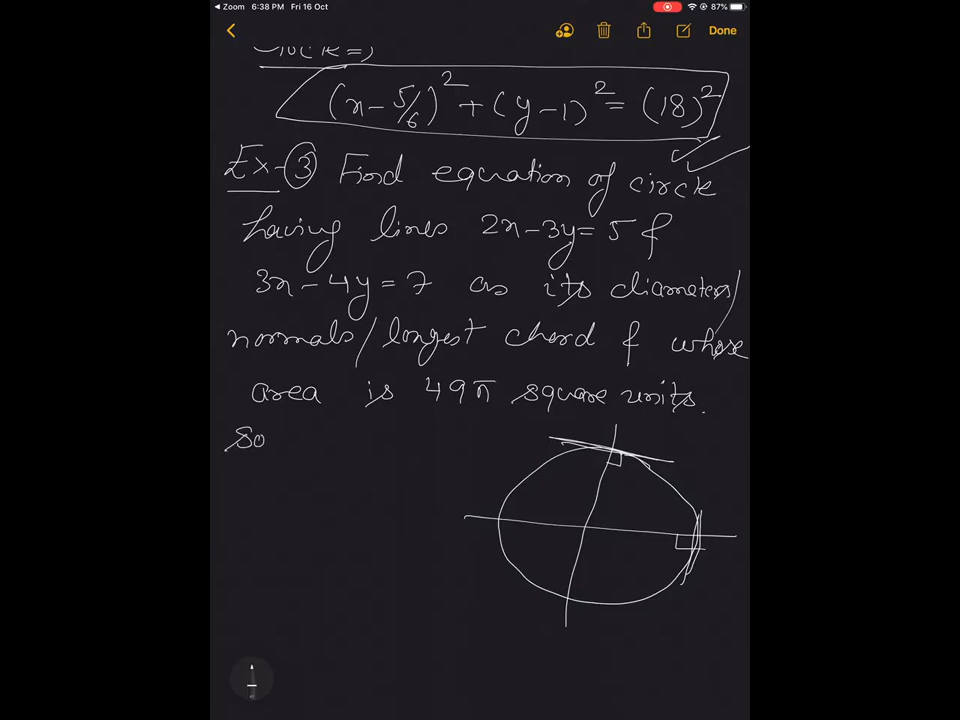 Zoom 6:38 PM Fri 16 Oct 87%
Done
(x - 5/6)² + (y - 1)² = (18)²
Ex-3 Find equation of circle
having lines 2x - 3y = 5 &
3x - 4y = 7 as its diameters/
normals/longest chord & whose
area is 49π square units.
So